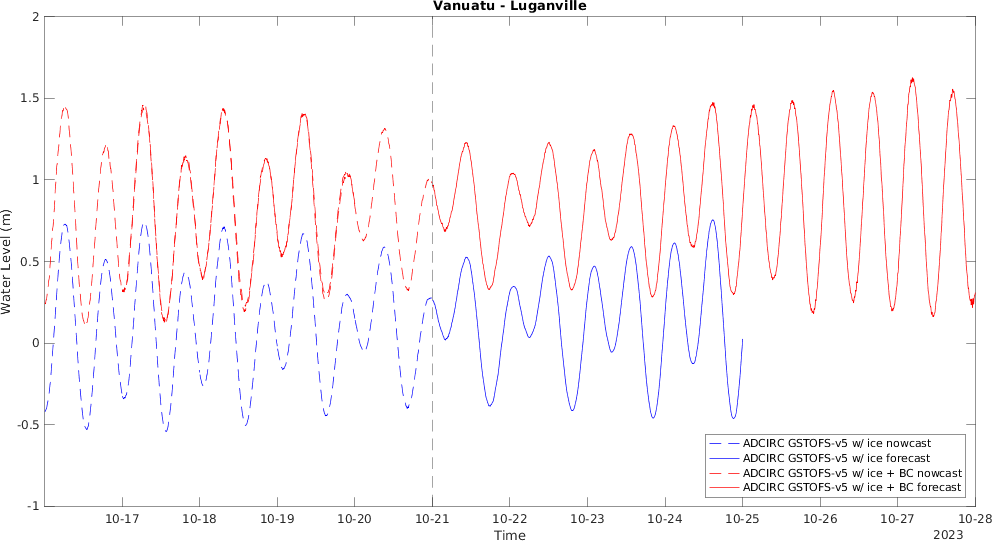 Vanuatu - Luganville
Water Level (m)
2
1.5
1
0.5
0
-0.5
-1
10-17 10-18 10-19 10-20 10-21 10-22 10-23 10-24 10-25 10-26 10-27 10-28
Time
2023
ADCIRC GSTOFS-v5 w/ ice nowcast
ADCIRC GSTOFS-v5 w/ ice forecast
ADCIRC GSTOFS-v5 w/ ice + BC nowcast
ADCIRC GSTOFS-v5 w/ ice + BC forecast